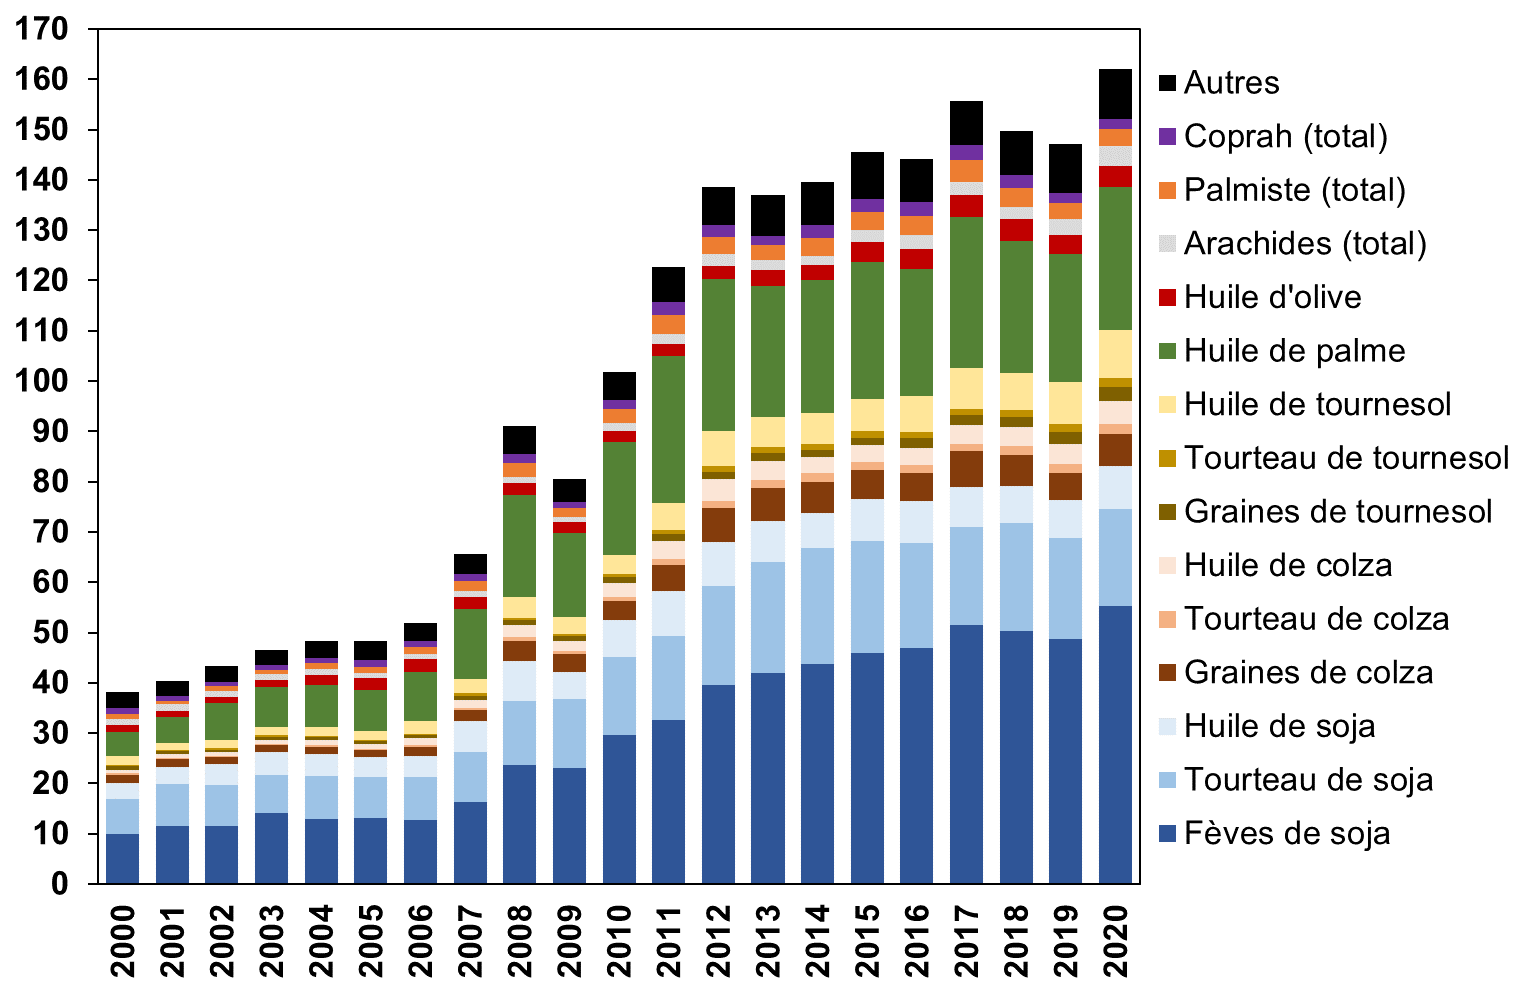 170
160
150
140
130
120
110
100
90
80
70
60
50
40
30
20
10
0
2000
2001
2002
2003
2004
2005
2006
2007
2008
2009
2010
2011
2012
2013
2014
2015
2016
2017
2018
2019
2020
Autres
Coprah (total)
Palmiste (total)
Arachides (total)
Huile d'olive
Huile de palme
Huile de tournesol
Tourteau de tournesol
Graines de tournesol
Huile de colza
Tourteau de colza
Graines de colza
Huile de soja
Tourteau de soja
Fèves de soja